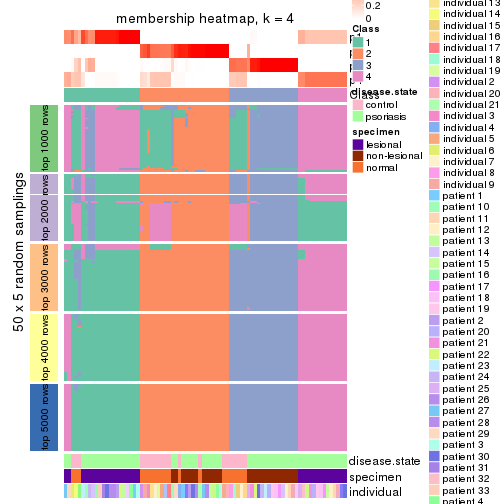 membership heatmap, k = 4
50 x 5 random samplings
top 1000 rows
top 2000 rows
top 3000 rows
top 4000 rows
top 5000 rows
Class
disease.state
specimen
individual
0.2
0
Class
1
2
3
4
disease.state
control
psoriasis
specimen
lesional
non-lesional
normal
individual 13
individual 14
individual 15
individual 16
individual 17
individual 18
individual 19
individual 2
individual 20
individual 21
individual 3
individual 4
individual 5
individual 6
individual 7
individual 8
individual 9
patient 1
patient 10
patient 11
patient 12
patient 13
patient 14
patient 15
patient 16
patient 17
patient 18
patient 19
patient 2
patient 20
patient 21
patient 22
patient 23
patient 24
patient 25
patient 26
patient 27
patient 28
patient 29
patient 3
patient 30
patient 31
patient 32
patient 33
patient 4